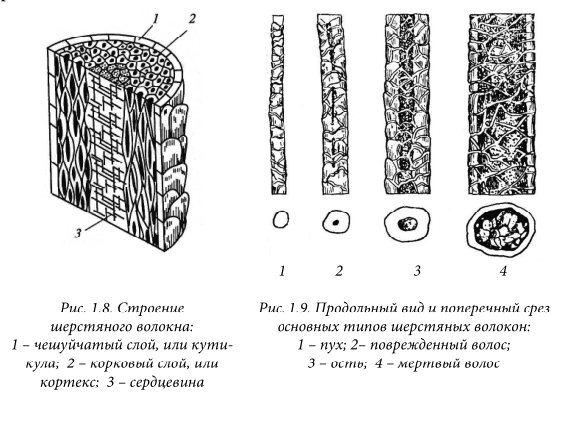 1
2
3
1
2
3
4
Рис. 1.8. Строение
шерстяного волокна:
1 – чешуйчатый слой, или кути-
кула; 2 – корковый слой, или
кортекс: 3 – сердцевина
Рис. 1.9. Продольный вид и поперечный срез
основных типов шерстяных волокон:
1 – пух; 2– поврежденный волос;
3 – ость; 4 – мертвый волос